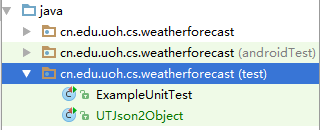 java
cn.edu.uoh.cs.weatherforecast
cn.edu.uoh.cs.weatherforecast (androidTest)
cn.edu.uoh.cs.weatherforecast (test)
ExampleUnitTest
UTJson2Object